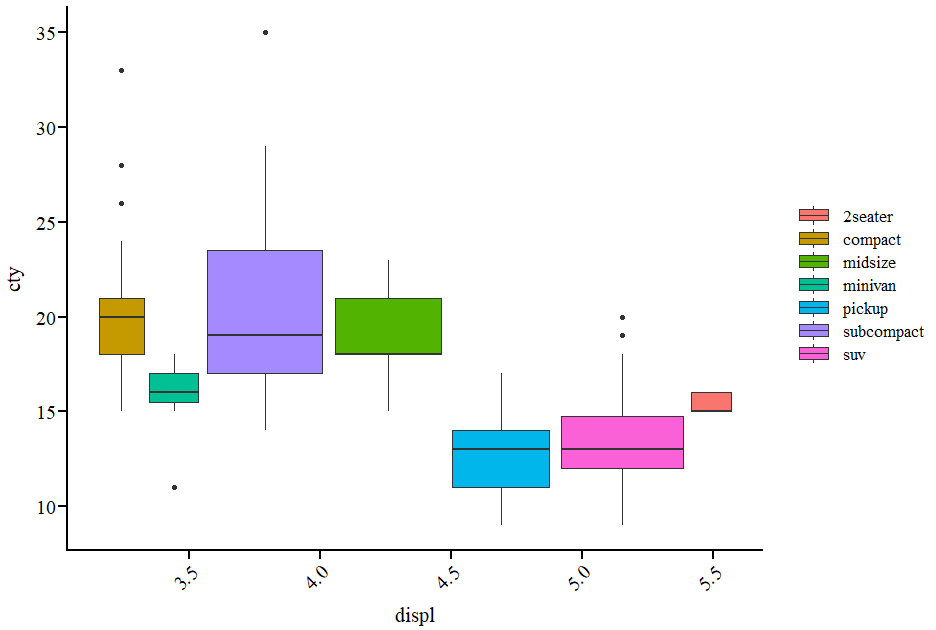 35
30
25
20
15
10
cty
3.5
4.0
4.5
5.0
5.5
displ
2seater
compact
midsize
minivan
pickup
subcompact
suv